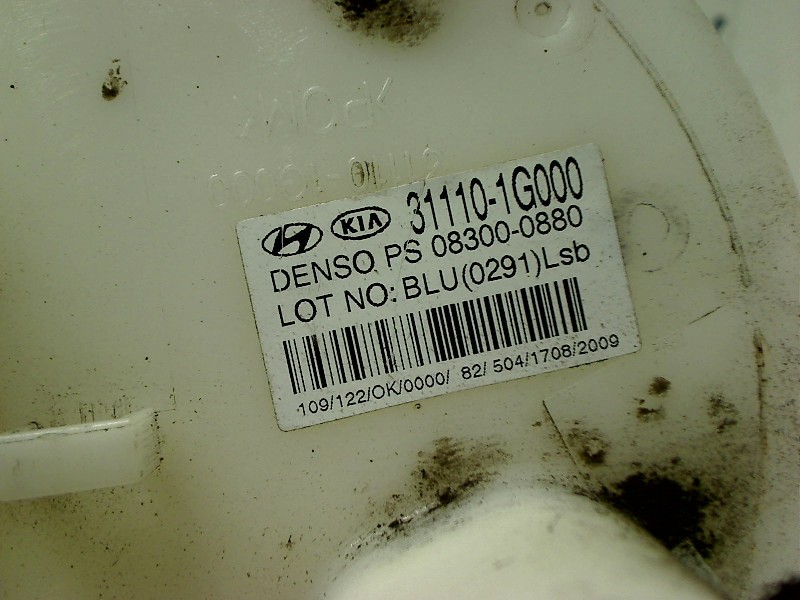 KIA 31110-1G000
DENSO PS 08300-0880
LOT NO: BLU(0291)Lsb
109/122/OK/0000/ 82/ 504/1708/2009